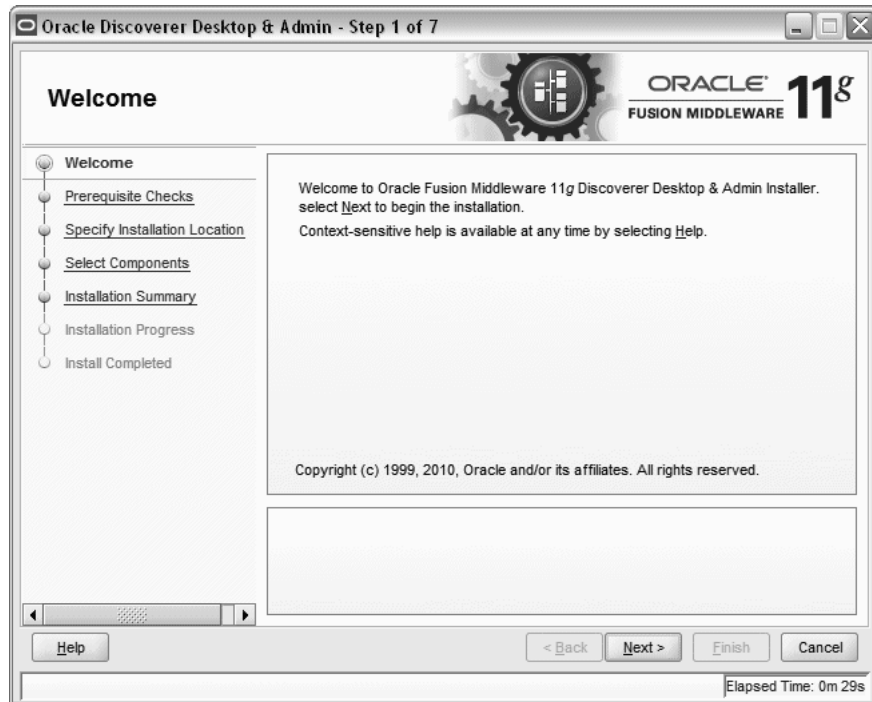 Oracle Discoverer Desktop & Admin - Step 1 of 7
Welcome
ORACLE®
FUSION MIDDLEWARE
11g
Welcome
Prerequisite Checks
Specify Installation Location
Select Components
Installation Summary
Installation Progress
Install Completed
Welcome to Oracle Fusion Middleware 11g Discoverer Desktop & Admin Installer.
select Next to begin the installation.
Context-sensitive help is available at any time by selecting Help.
Copyright (c) 1999, 2010, Oracle and/or its affiliates. All rights reserved.
Help
< Back
Next >
Finish
Cancel
Elapsed Time: 0m 29s